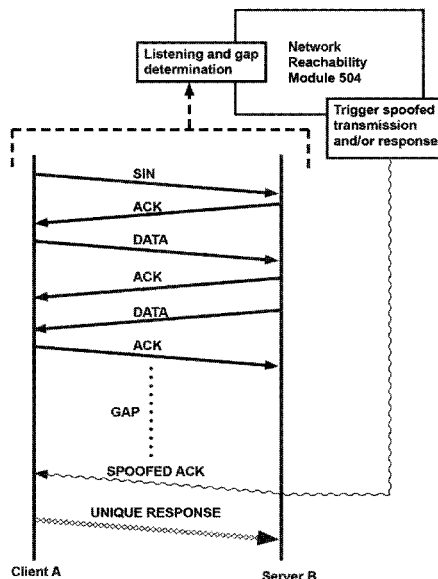 Listening and gap
determination
Network
Reachability
Module 504
Trigger spoofed
transmission
and/or response
SIN
ACK
DATA
ACK
DATA
ACK
GAP
SPOOFED ACK
UNIQUE RESPONSE
Client A
Server B